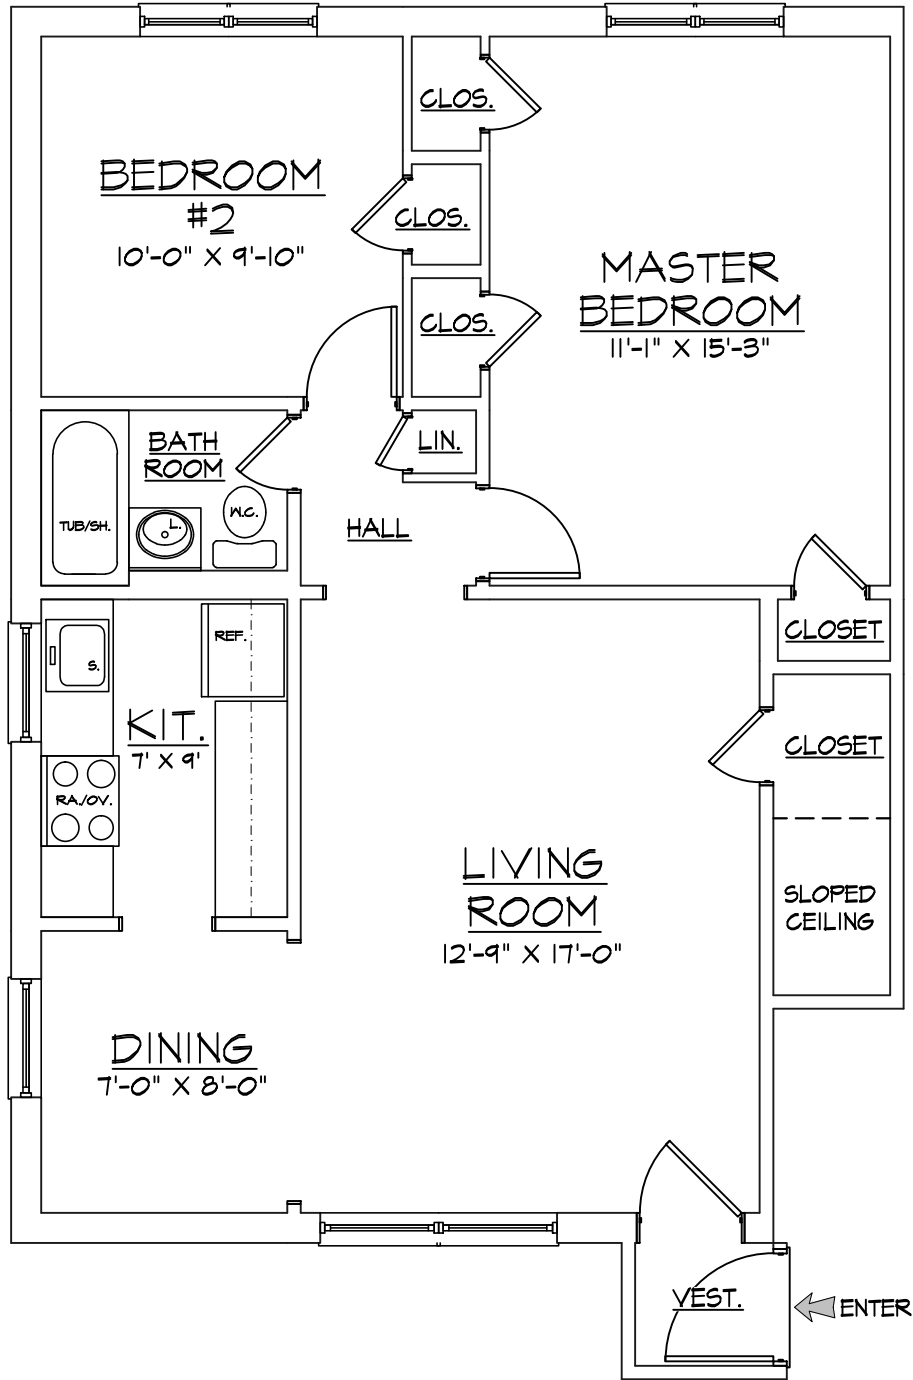 CLOS.
BEDROOM
#2
10'-0" X 9'-10"
CLOS.
MASTER
BEDROOM
11'-1" X 15'-3"
CLOS.
BATH
ROOM
LIN.
TUB/SH.
L.
W.C.
HALL
REF.
S.
CLOSET
KIT.
7' X 9'
CLOSET
RA./OV.
LIVING
ROOM
12'-9" X 17'-0"
SLOPED
CEILING
DINING
7'-0" X 8'-0"
VEST.
ENTER